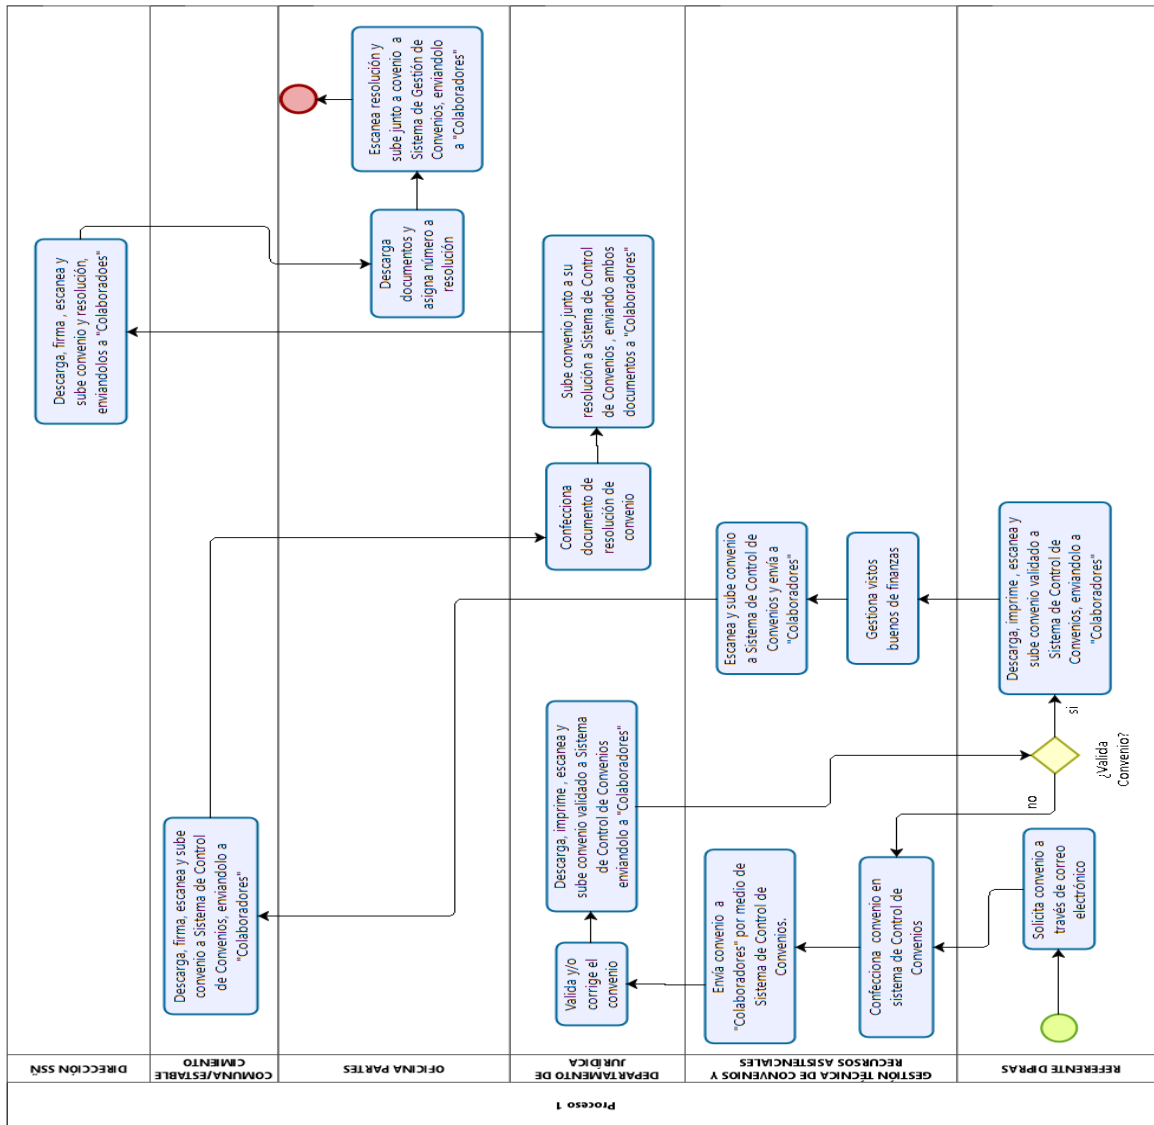 Proceso 1
DIRECCIÓN SSÑ
COMUNA/ESTABLE
CIMIENTO
OFICINA PARTES
DEPARTAMENTO DE
JURÍDICA
GESTIÓN TÉCNICA DE CONVENIOS Y
RECURSOS ASISTENCIALES
REFERENTE DIPRAS
Solicita convenio a
través de correo
electrónico
Confecciona convenio en
sistema de Control de
Convenios
Envía convenio a
"Colaboradores" por medio de
Sistema de Control de
Convenios.
Valida y/o
corrige el
convenio
Descarga, imprime , escanea y
sube convenio validado a Sistema
de Control de Convenios
enviandolo a "Colaboradores"
¿Valida
Convenio?
no
si
Descarga, imprime , escanea y
sube convenio validado a
Sistema de Control de
Convenios, enviandolo a
"Colaboradores"
Gestiona vistos
buenos de finanzas
Escanea y sube convenio
a Sistema de Control de
Convenios y envía a
"Colaboradores"
Descarga, firma, escanea y sube
convenio a Sistema de Control
de Convenios, enviandolo a
"Colaboradores"
Confecciona
documento de
resolución de
convenio
Sube convenio junto a su
resolución a Sistema de Control
de Convenios , enviando ambos
documentos a "Colaboradores"
Descarga, firma , escanea y
sube convenio y resolución,
enviandolos a "Colaboradoes"
Descarga
documentos y
asigna número a
resolución
Escanea resolución y
sube junto a covenio a
Sistema de Gestión de
Convenios, enviandolo
a "Colaboradores"